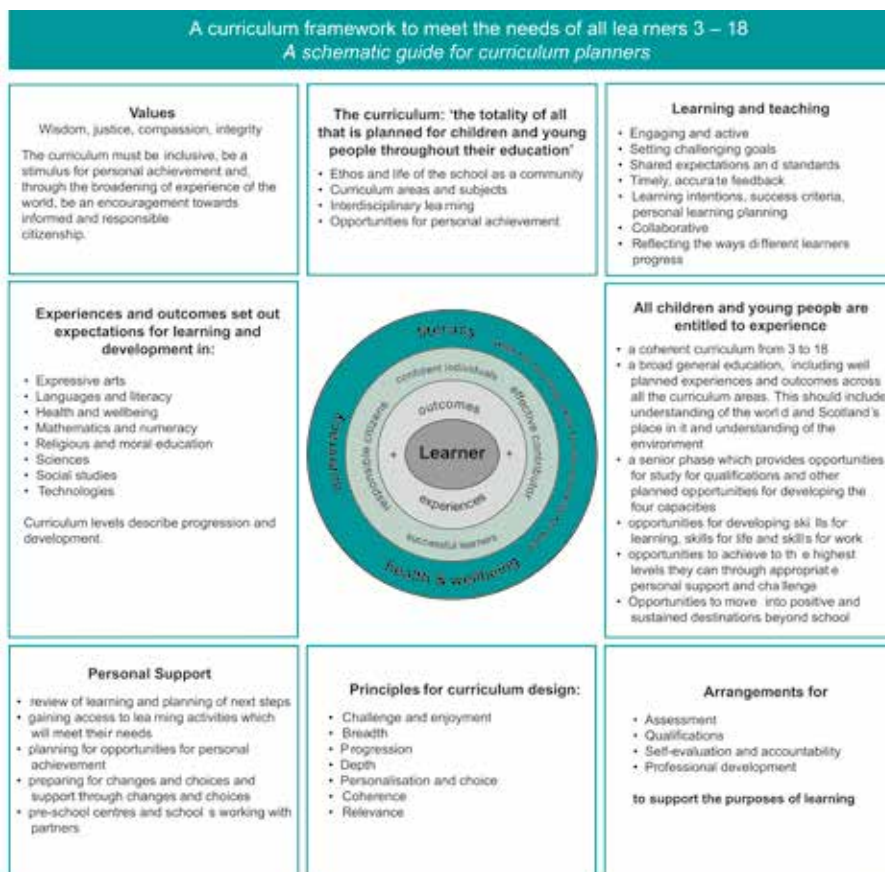 A curriculum framework to meet the needs of all lea rners 3 – 18
A schematic guide for curriculum planners
Values
Wisdom, justice, compassion, integrity
The curriculum must be inclusive, be a
stimulus for personal achievement and,
through the broadening of experience of the
world, be an encouragement towards
informed and responsible
citizenship.
The curriculum: 'the totality of all
that is planned for children and young
people throughout their education'
• Ethos and life of the school as a community
• Curriculum areas and subjects
• Interdisciplinary lea rning
• Opportunities for personal achievement
Learning and teaching
• Engaging and active
• Setting challenging goals
• Shared expectations an d standards
• Timely, accurate feedback
• Learning intentions, success criteria,
personal learning planning
• Collaborative
• Reflecting the ways different learners
progress
Experiences and outcomes set out
expectations for learning and
development in:
• Expressive arts
• Languages and literacy
• Health and wellbeing
• Mathematics and numeracy
• Religious and moral education
• Sciences
• Social studies
• Technologies
Curriculum levels describe progression and
development.
literacy
numeracy
health & wellbeing
confident individuals
responsible citizens
effective contributor
successful learners
outcomes
+ Learner +
experiences
All children and young people are
entitled to experience
• a coherent curriculum from 3 to 18
• a broad general education, including well
planned experiences and outcomes across
all the curriculum areas. This should include
understanding of the worl d and Scotland's
place in it and understanding of the
environment
• a senior phase which provides opportunities
for study for qualifications and other
planned opportunities for developing the
four capacities
• opportunities for developing ski lls for
learning, skills for life and skills for work
• opportunities to achieve to th e highest
levels they can through appropriat e
personal support and cha llenge
• Opportunities to move into positive and
sustained destinations beyond school
Personal Support
• review of learning and planning of next steps
• gaining access to lea rning activities which
will meet their needs
• planning for opportunities for personal
achievement
• preparing for changes and choices and
support through changes and choices
• pre-school centres and school s working with
partners
Principles for curriculum design:
• Challenge and enjoyment
• Breadth
• Progression
• Depth
• Personalisation and choice
• Coherence
• Relevance
Arrangements for
• Assessment
• Qualifications
• Self-evaluation and accountability
• Professional development
to support the purposes of learning